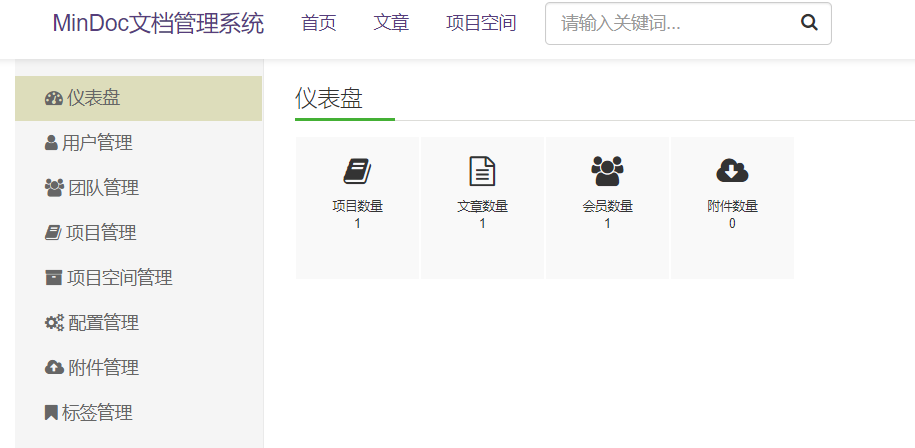 MinDoc文档管理系统 首页 文章 项目空间 请输入关键词...
仪表盘
用户管理
团队管理
项目管理
项目空间管理
配置管理
附件管理
标签管理
仪表盘
项目数量
1
文章数量
1
会员数量
1
附件数量
0